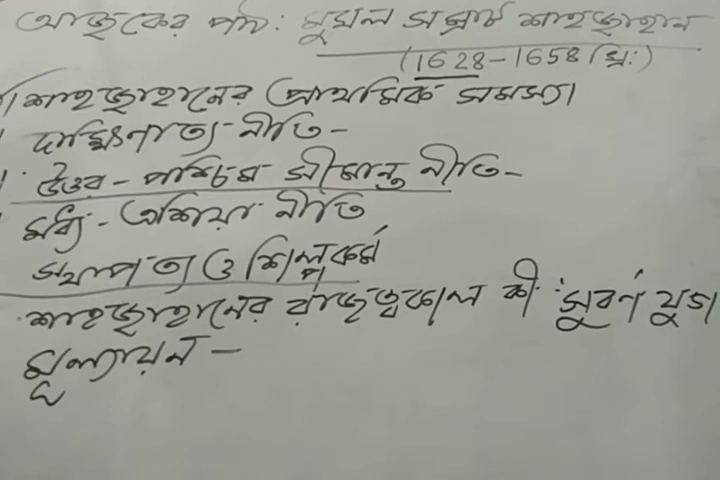 আজকের পাঠ: মুঘল সম্রাট শাহজাহান
(1628-1658 খ্রি:)
শাহজাহানের প্রাথমিক সমস্যা
দাক্ষিণাত্য নীতি-
উত্তর-পশ্চিম সীমান্ত নীতি-
মধ্য-এশিয়া নীতি
স্থাপত্য ও শিল্পকর্ম
শাহজাহানের রাজত্বকাল কী সুবর্ণ যুগ
মূল্যায়ন-